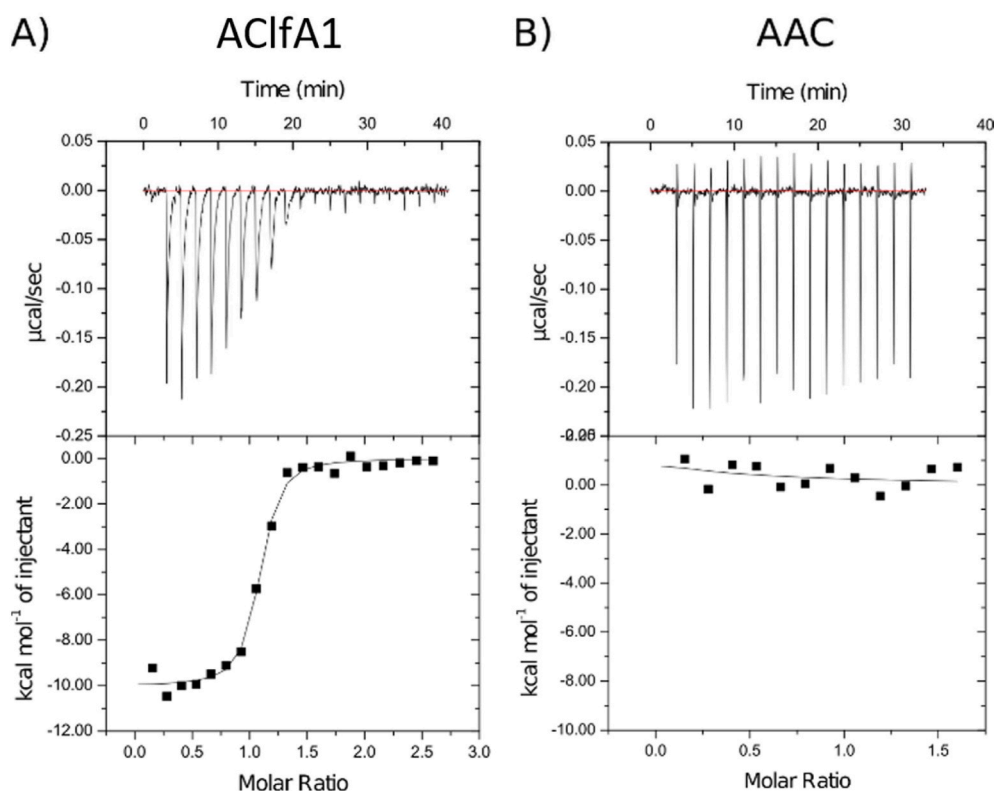 A) AClfA1
Time (min)
0 10 20 30 40
0.05
0.00
-0.05
-0.10
-0.15
-0.20
-0.25
µcal/sec
0.00
-2.00
-4.00
-6.00
-8.00
-10.00
-12.00
kcal mol⁻¹ of injectant
0.0 0.5 1.0 1.5 2.0 2.5 3.0
Molar Ratio
B) AAC
Time (min)
0 10 20 30 40
0.05
0.00
-0.05
-0.10
-0.15
-0.20
µcal/sec
0.00
-2.00
-4.00
-6.00
-8.00
-10.00
kcal mol⁻¹ of injectant
0.0 0.5 1.0 1.5
Molar Ratio